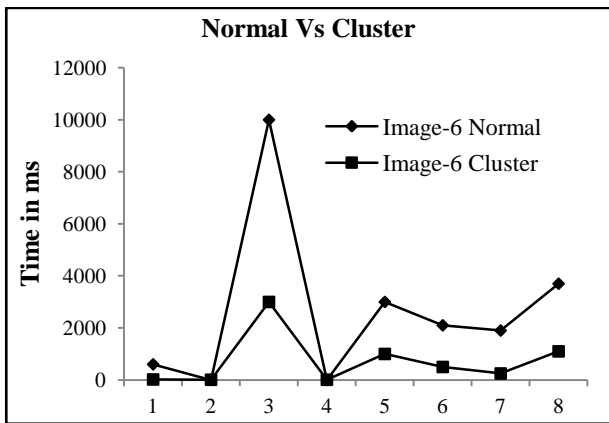 Normal Vs Cluster
12000
10000
8000
6000
4000
2000
0
Time in ms
Image-6 Normal
Image-6 Cluster
1 2 3 4 5 6 7 8